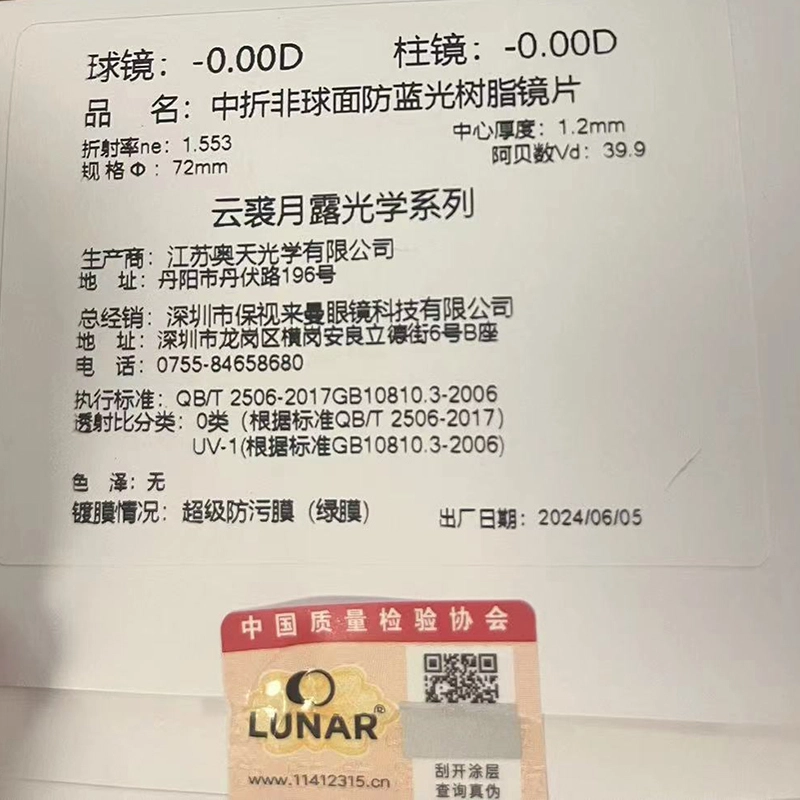 球镜：-0.00D 柱镜：-0.00D
品 名：中折非球面防蓝光树脂镜片
折射率ne：1.553 中心厚度：1.2mm
规格Φ：72mm 阿贝数Vd：39.9
云裳月露光学系列
生产商：江苏奥天光学有限公司
地 址：丹阳市丹伏路196号
总经销：深圳市保视来曼眼镜科技有限公司
地 址：深圳市龙岗区横岗安良立德街6号B座
电 话：0755-84658680
执行标准：QB/T 2506-2017GB10810.3-2006
透射比分类：0类（根据标准QB/T 2506-2017）
UV-1(根据标准GB10810.3-2006)
色 泽：无
镀膜情况：超级防污膜（绿膜） 出厂日期：2024/06/05
中国质量检验协会
LUNAR®
www.11412315.cn
刮开涂层
查询真伪